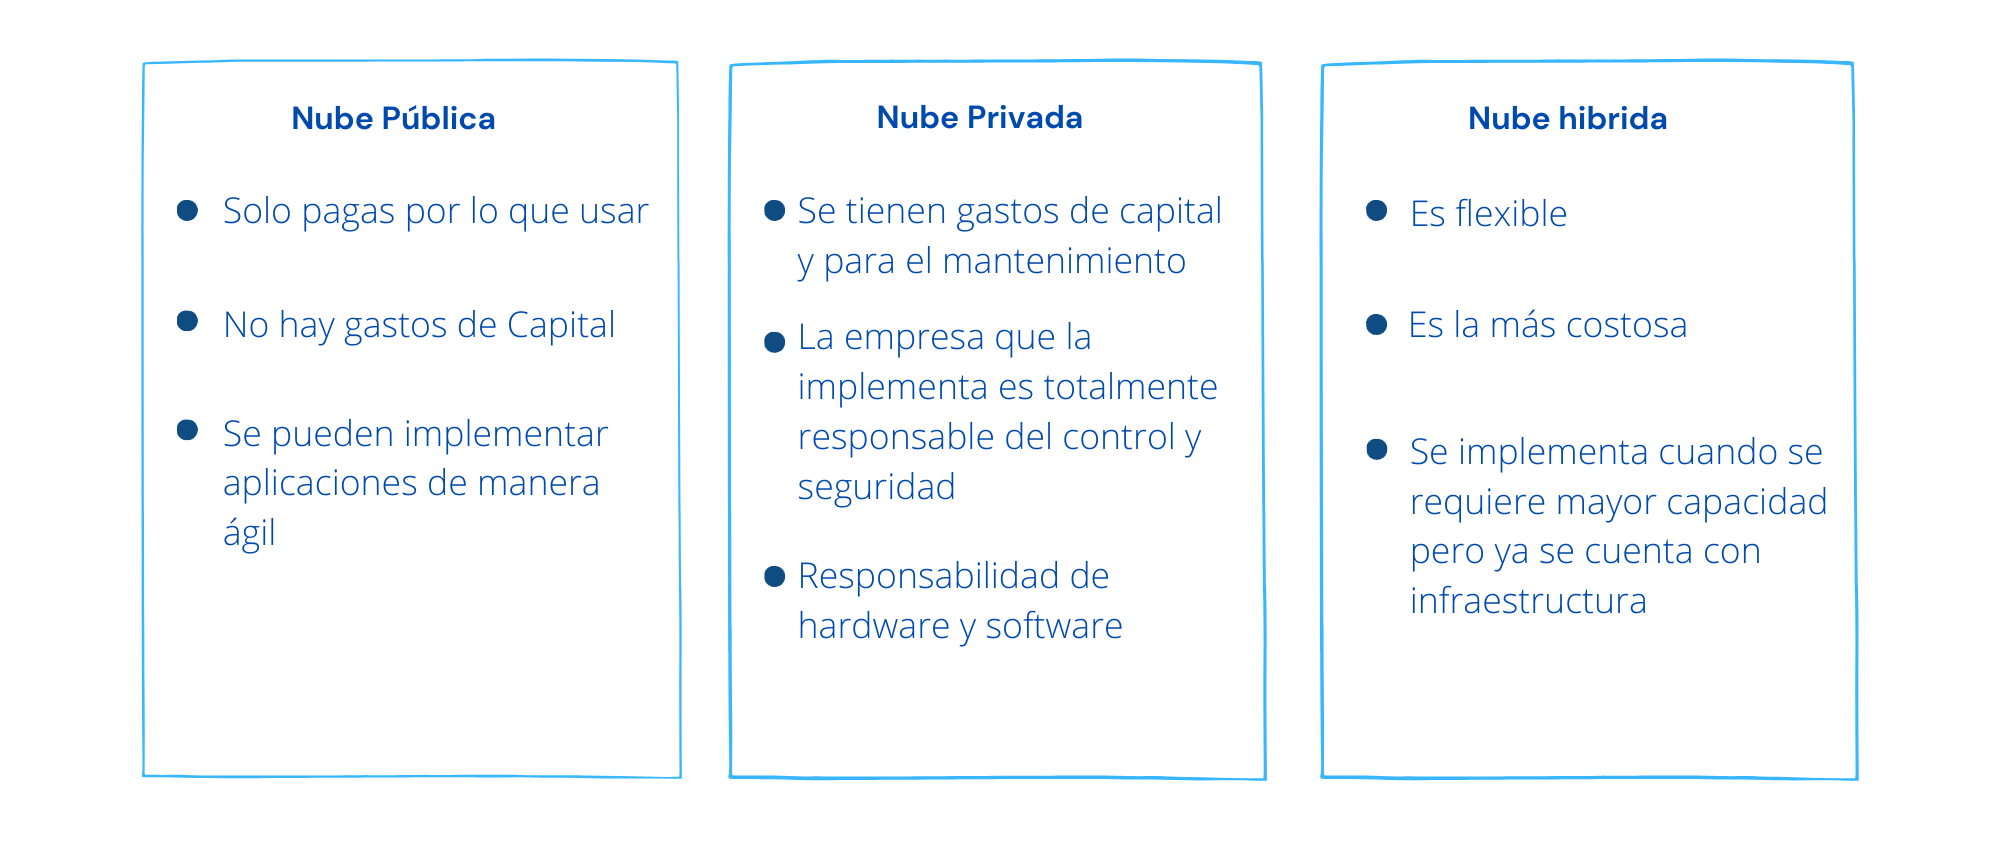 Nube Pública
Solo pagas por lo que usar
No hay gastos de Capital
Se pueden implementar
aplicaciones de manera
ágil
Nube Privada
Se tienen gastos de capital
y para el mantenimiento
La empresa que la
implementa es totalmente
responsable del control y
seguridad
Responsabilidad de
hardware y software
Nube hibrida
Es flexible
Es la más costosa
Se implementa cuando se
requiere mayor capacidad
pero ya se cuenta con
infraestructura